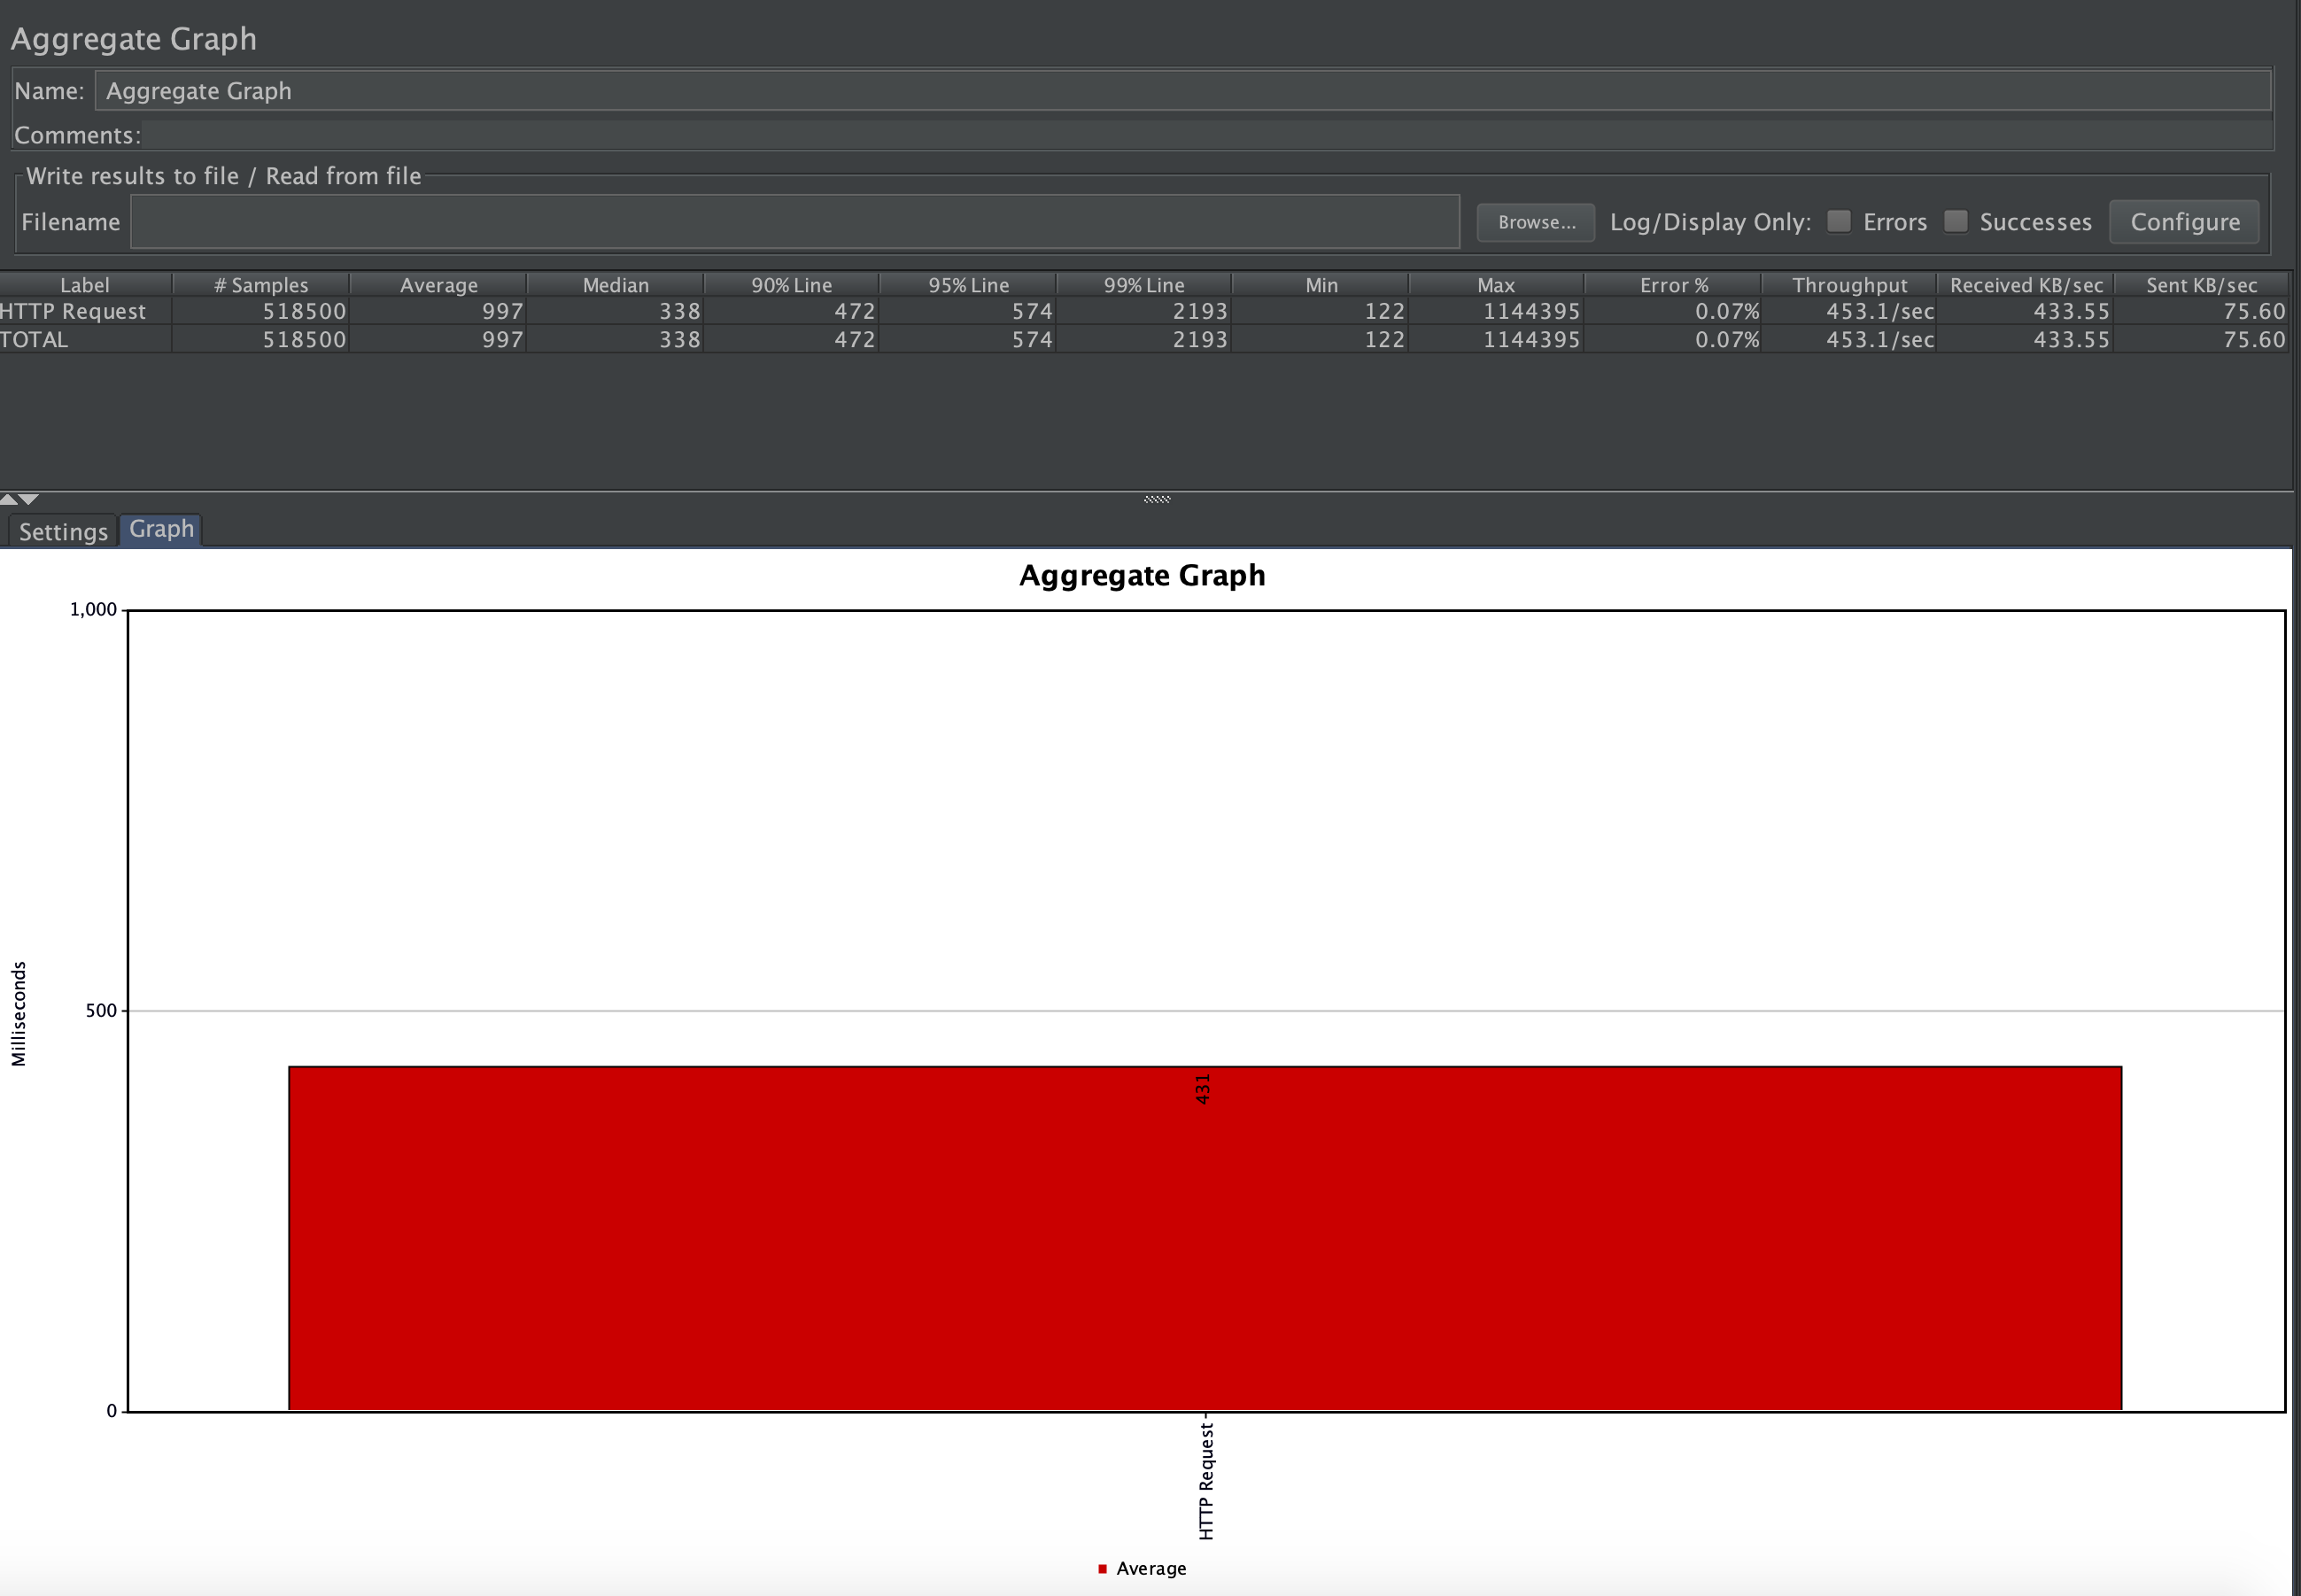 Aggregate Graph
Name: Aggregate Graph
Comments:
Write results to file / Read from file
Filename Browse... Log/Display Only: Errors Successes Configure
Label # Samples Average Median 90% Line 95% Line 99% Line Min Max Error % Throughput Received KB/sec Sent KB/sec
HTTP Request 518500 997 338 472 574 2193 122 1144395 0.07% 453.1/sec 433.55 75.60
TOTAL 518500 997 338 472 574 2193 122 1144395 0.07% 453.1/sec 433.55 75.60
Settings Graph
Aggregate Graph
1,000
Milliseconds
500
431
0
HTTP Request
Average